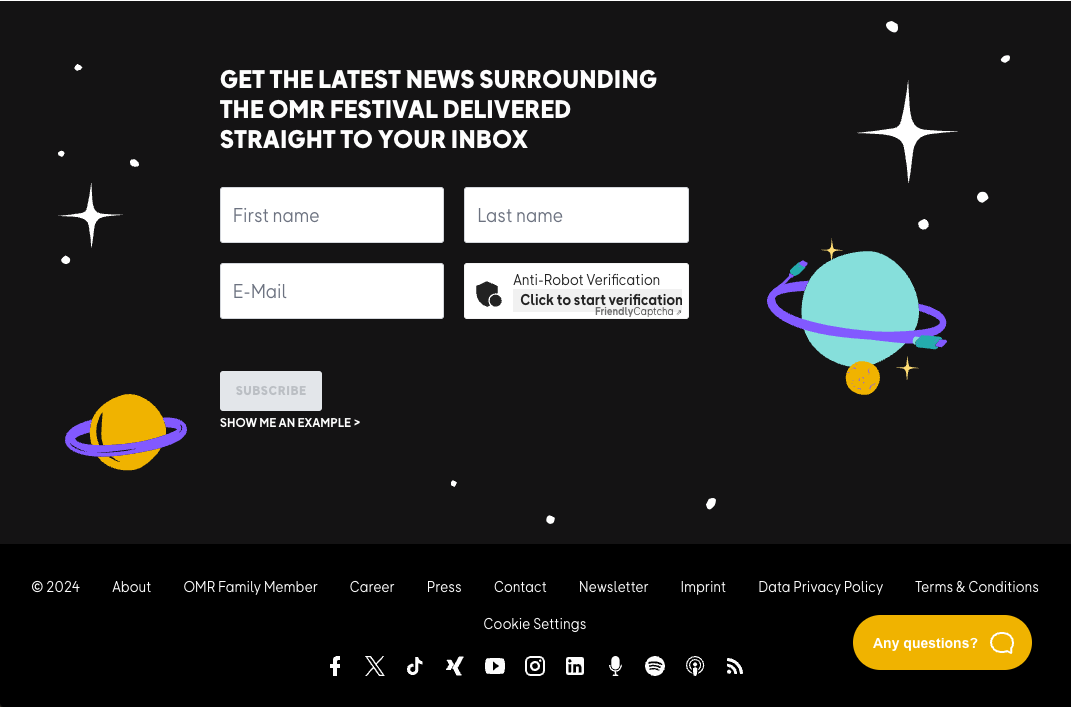 GET THE LATEST NEWS SURROUNDING
THE OMR FESTIVAL DELIVERED
STRAIGHT TO YOUR INBOX
First name
Last name
E-Mail
Anti-Robot Verification
Click to start verification
FriendlyCaptcha ↗
SUBSCRIBE
SHOW ME AN EXAMPLE >
© 2024 About OMR Family Member Career Press Contact Newsletter Imprint Data Privacy Policy Terms & Conditions
Cookie Settings
Any questions?